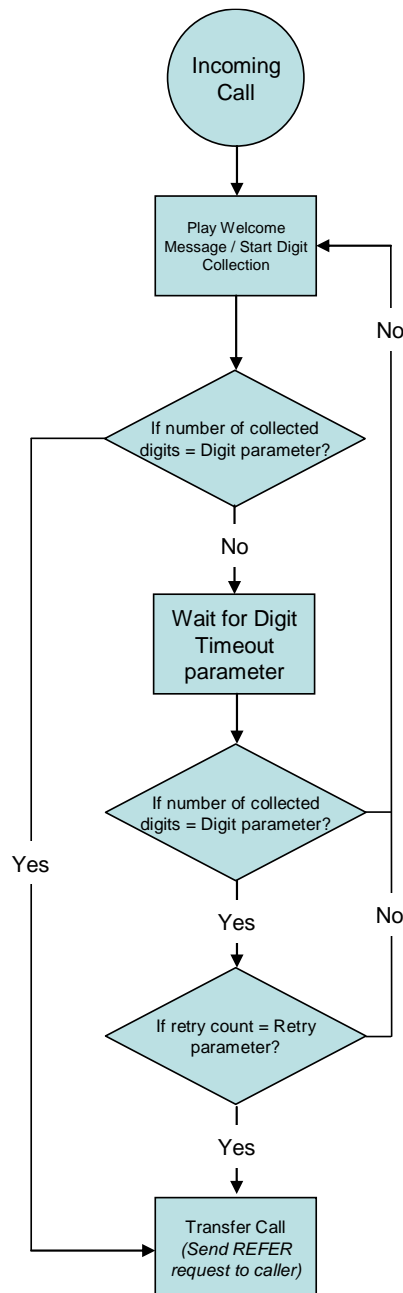 Incoming
Call
Play Welcome
Message / Start Digit
Collection
No
If number of collected
digits = Digit parameter?
No
Wait for Digit
Timeout
parameter
If number of collected
digits = Digit parameter?
Yes
Yes
No
If retry count = Retry
parameter?
Yes
Transfer Call
(Send REFER
request to caller)